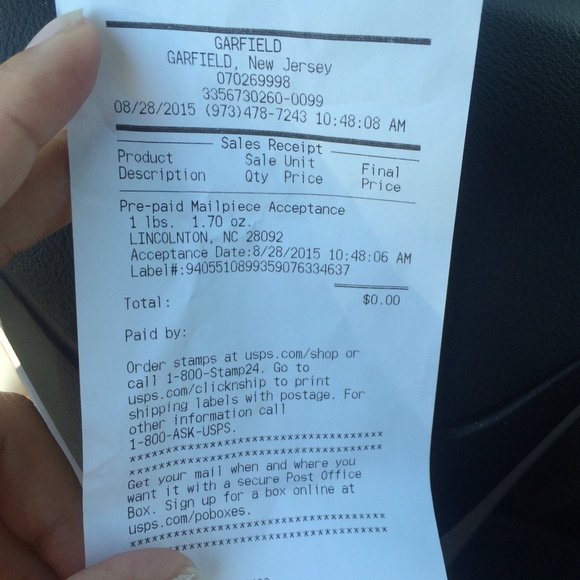 GARFIELD
GARFIELD, New Jersey
070269998
3356730260-0099
08/28/2015 (973)478-7243 10:48:08 AM
Sales Receipt
Product Sale Unit Final
Description Qty Price Price
Pre-paid Mailpiece Acceptance
1 lbs. 1.70 oz.
LINCOLNTON, NC 28092
Acceptance Date:8/28/2015 10:48:06 AM
Label#:9405510899359076334637
Total: $0.00
Paid by:
Order stamps at usps.com/shop or
call 1-800-Stamp24. Go to
usps.com/clicknship to print
shipping labels with postage. For
other information call
1-800-ASK-USPS.
***************************************
***************************************
Get your mail when and where you
want it with a secure Post Office
Box. Sign up for a box online at
usps.com/poboxes.
***************************************
***************************************